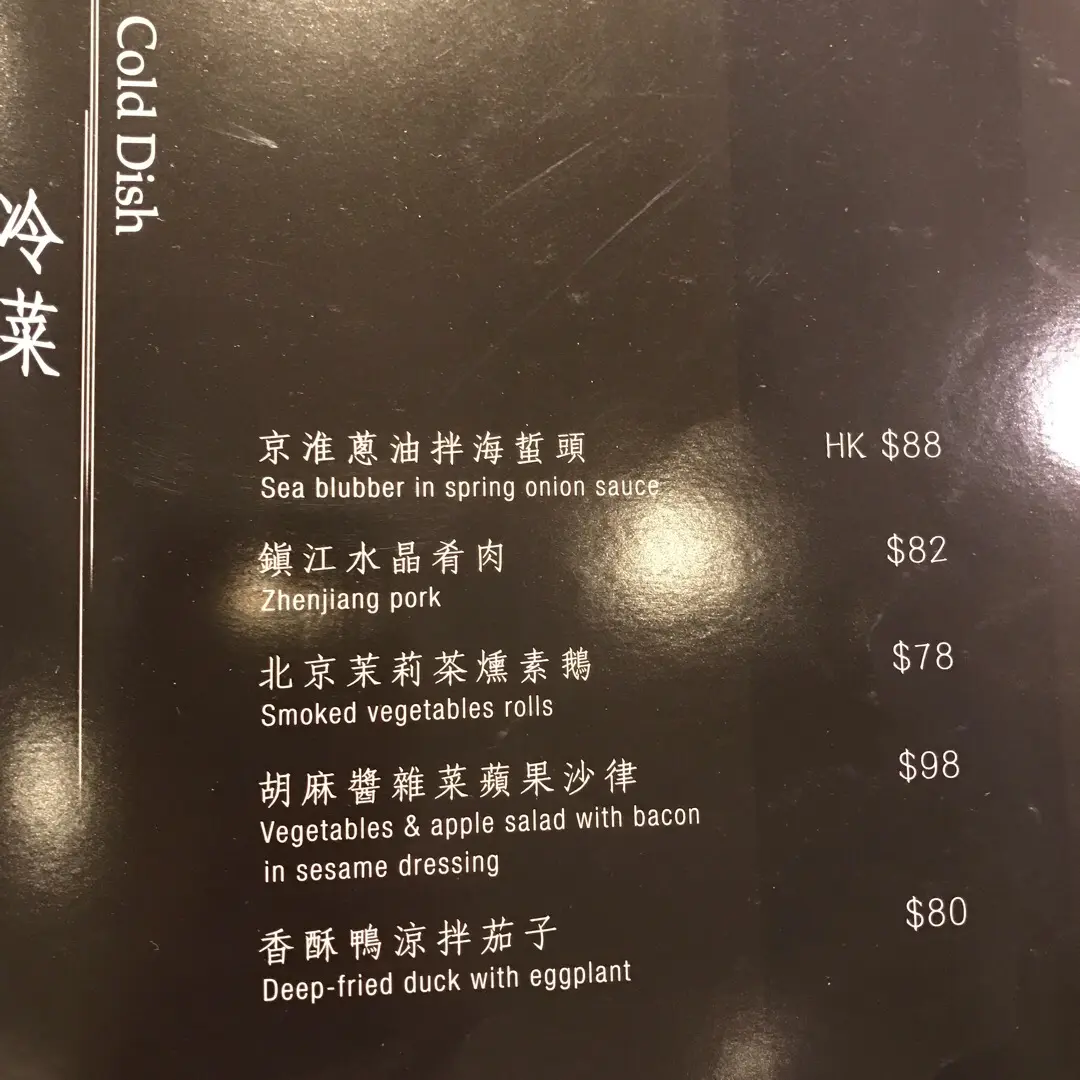 Cold Dish
冷菜
京淮蔥油拌海蜇頭 HK $88
Sea blubber in spring onion sauce
鎭江水晶肴肉 $82
Zhenjiang pork
北京茉莉茶燻素鵝 $78
Smoked vegetables rolls
胡麻醬雜菜蘋果沙律 $98
Vegetables & apple salad with bacon
in sesame dressing
香酥鴨涼拌茄子 $80
Deep-fried duck with eggplant